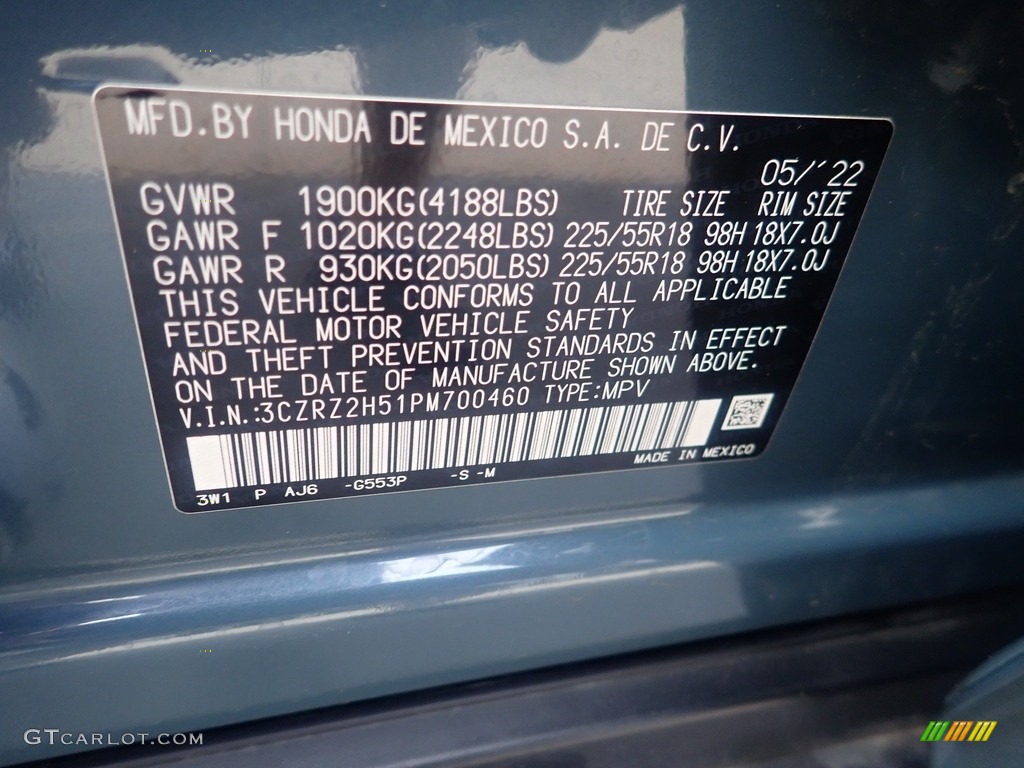 MFD.BY HONDA DE MEXICO S.A. DE C.V.
05/'22
GVWR 1900KG(4188LBS) TIRE SIZE RIM SIZE
GAWR F 1020KG(2248LBS) 225/55R18 98H 18X7.0J
GAWR R 930KG(2050LBS) 225/55R18 98H 18X7.0J
THIS VEHICLE CONFORMS TO ALL APPLICABLE
FEDERAL MOTOR VEHICLE SAFETY
AND THEFT PREVENTION STANDARDS IN EFFECT
ON THE DATE OF MANUFACTURE SHOWN ABOVE.
V.I.N.:3CZRZ2H51PM700460 TYPE:MPV
MADE IN MEXICO
3W1 P AJ6 -G553P -S -M
GTCARLOT.COM